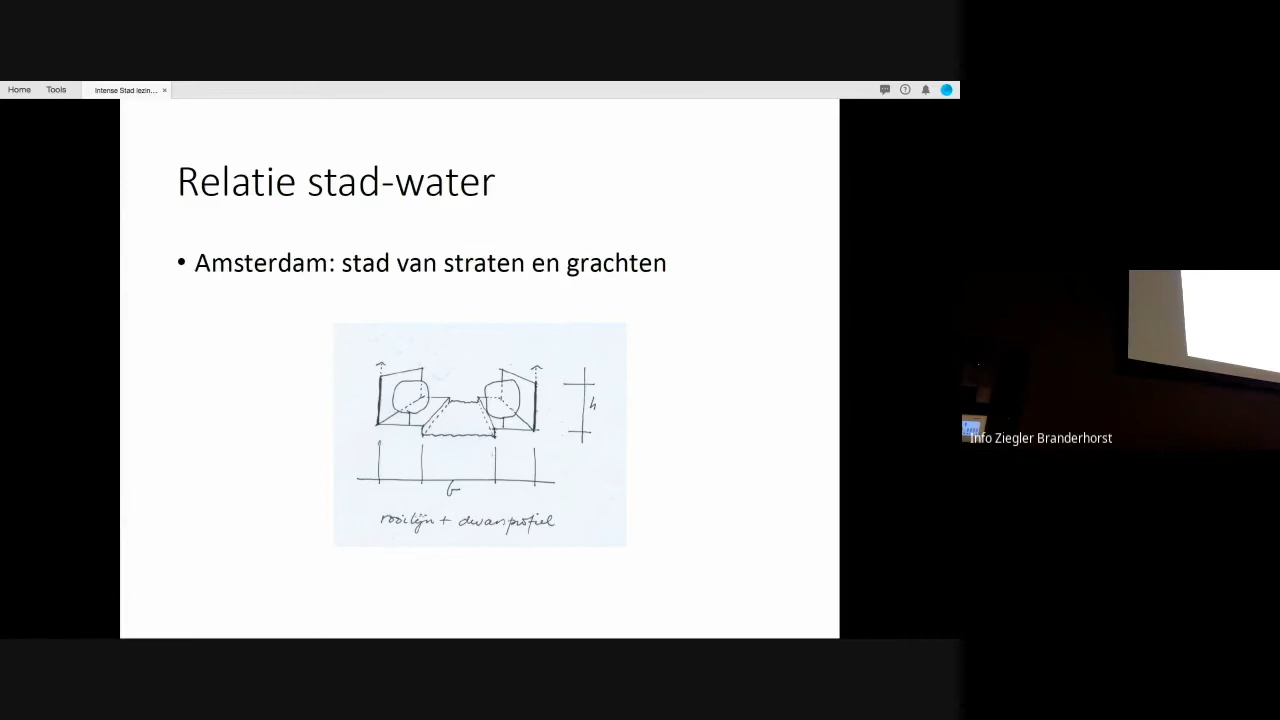 Home Tools Intense Stad lezin... ×
Relatie stad-water
• Amsterdam: stad van straten en grachten
h
b
rooilijn + dwarsprofiel
Info Ziegler Branderhorst